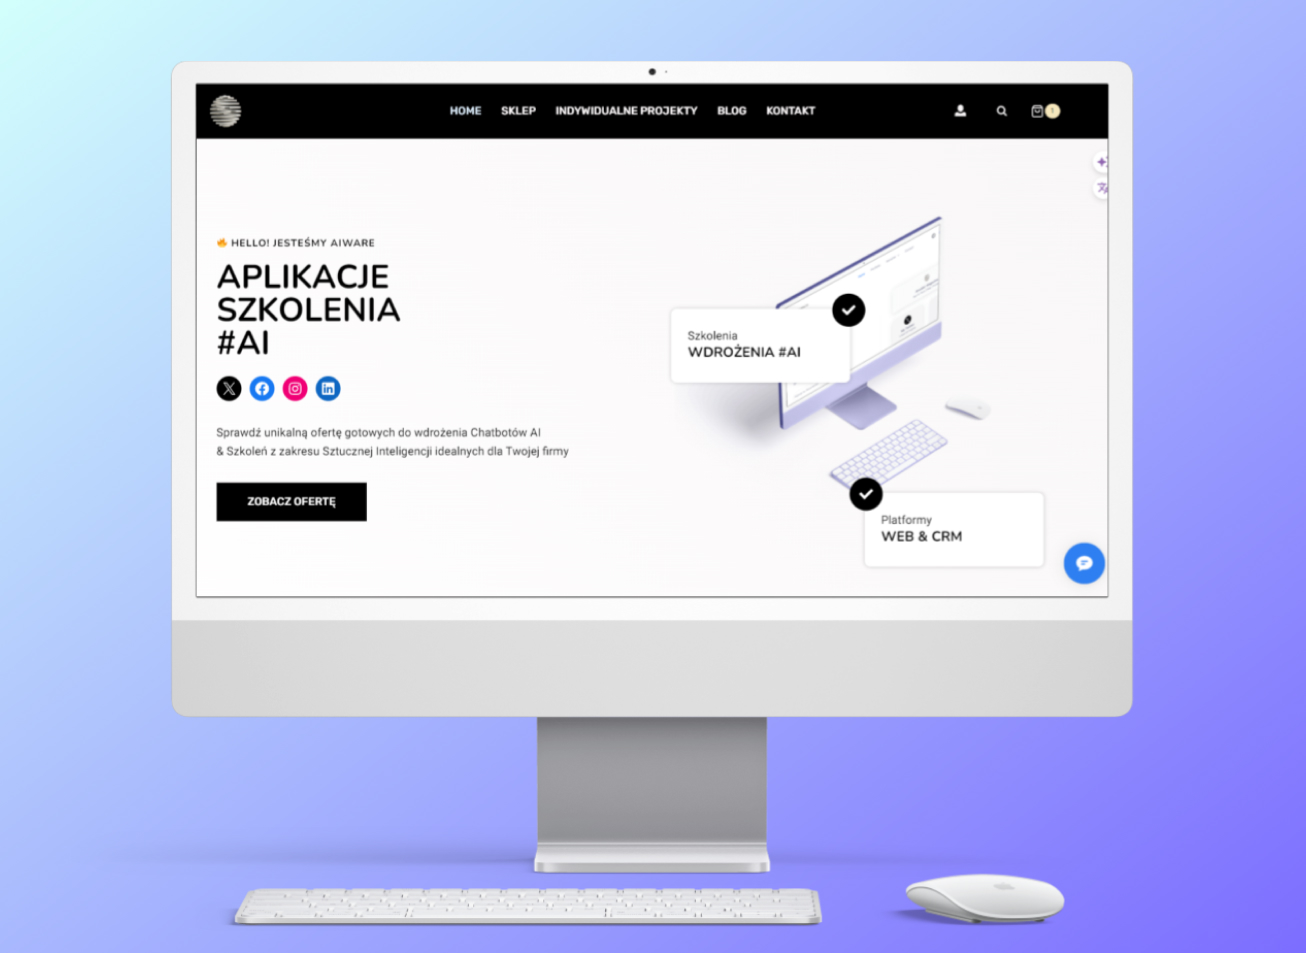 HOME SKLEP INDYWIDUALNE PROJEKTY BLOG KONTAKT
🔥 HELLO! JESTEŚMY AIWARE
APLIKACJE
SZKOLENIA
#AI
Sprawdź unikalną ofertę gotowych do wdrożenia Chatbotów AI
& Szkoleń z zakresu Sztucznej Inteligencji idealnych dla Twojej firmy
ZOBACZ OFERTĘ
Szkolenia
WDROŻENIA #AI
Platformy
WEB & CRM